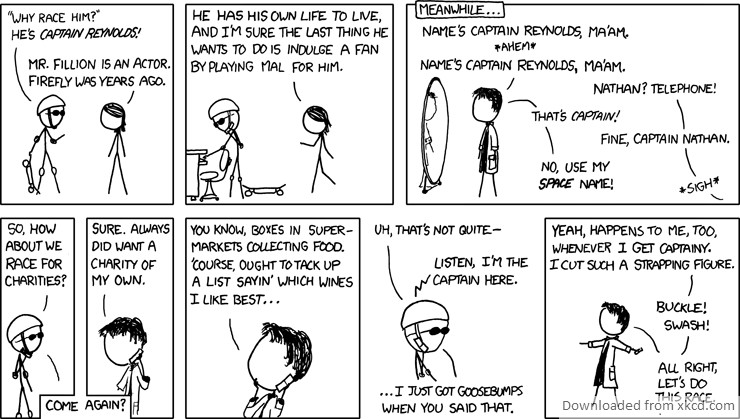 "WHY RACE HIM?"
HE'S CAPTAIN REYNOLDS!
MR. FILLION IS AN ACTOR.
FIREFLY WAS YEARS AGO.
HE HAS HIS OWN LIFE TO LIVE,
AND I'M SURE THE LAST THING HE
WANTS TO DO IS INDULGE A FAN
BY PLAYING MAL FOR HIM.
MEANWHILE...
NAME'S CAPTAIN REYNOLDS, MA'AM.
*AHEM*
NAME'S CAPTAIN REYNOLDS, MA'AM.
NATHAN? TELEPHONE!
THAT'S CAPTAIN!
FINE, CAPTAIN NATHAN.
NO, USE MY
SPACE NAME!
*SIGH*
SO, HOW
ABOUT WE
RACE FOR
CHARITIES?
SURE. ALWAYS
DID WANT A
CHARITY OF
MY OWN.
COME AGAIN?
YOU KNOW, BOXES IN SUPER-
MARKETS COLLECTING FOOD.
'COURSE, OUGHT TO TACK UP
A LIST SAYIN' WHICH WINES
I LIKE BEST...
UH, THAT'S NOT QUITE—
LISTEN, I'M THE
CAPTAIN HERE.
...I JUST GOT GOOSEBUMPS
WHEN YOU SAID THAT.
YEAH, HAPPENS TO ME, TOO,
WHENEVER I GET CAPTAINY.
I CUT SUCH A STRAPPING FIGURE.
BUCKLE!
SWASH!
ALL RIGHT,
LET'S DO
THIS RACE.
Downloaded from xkcd.com